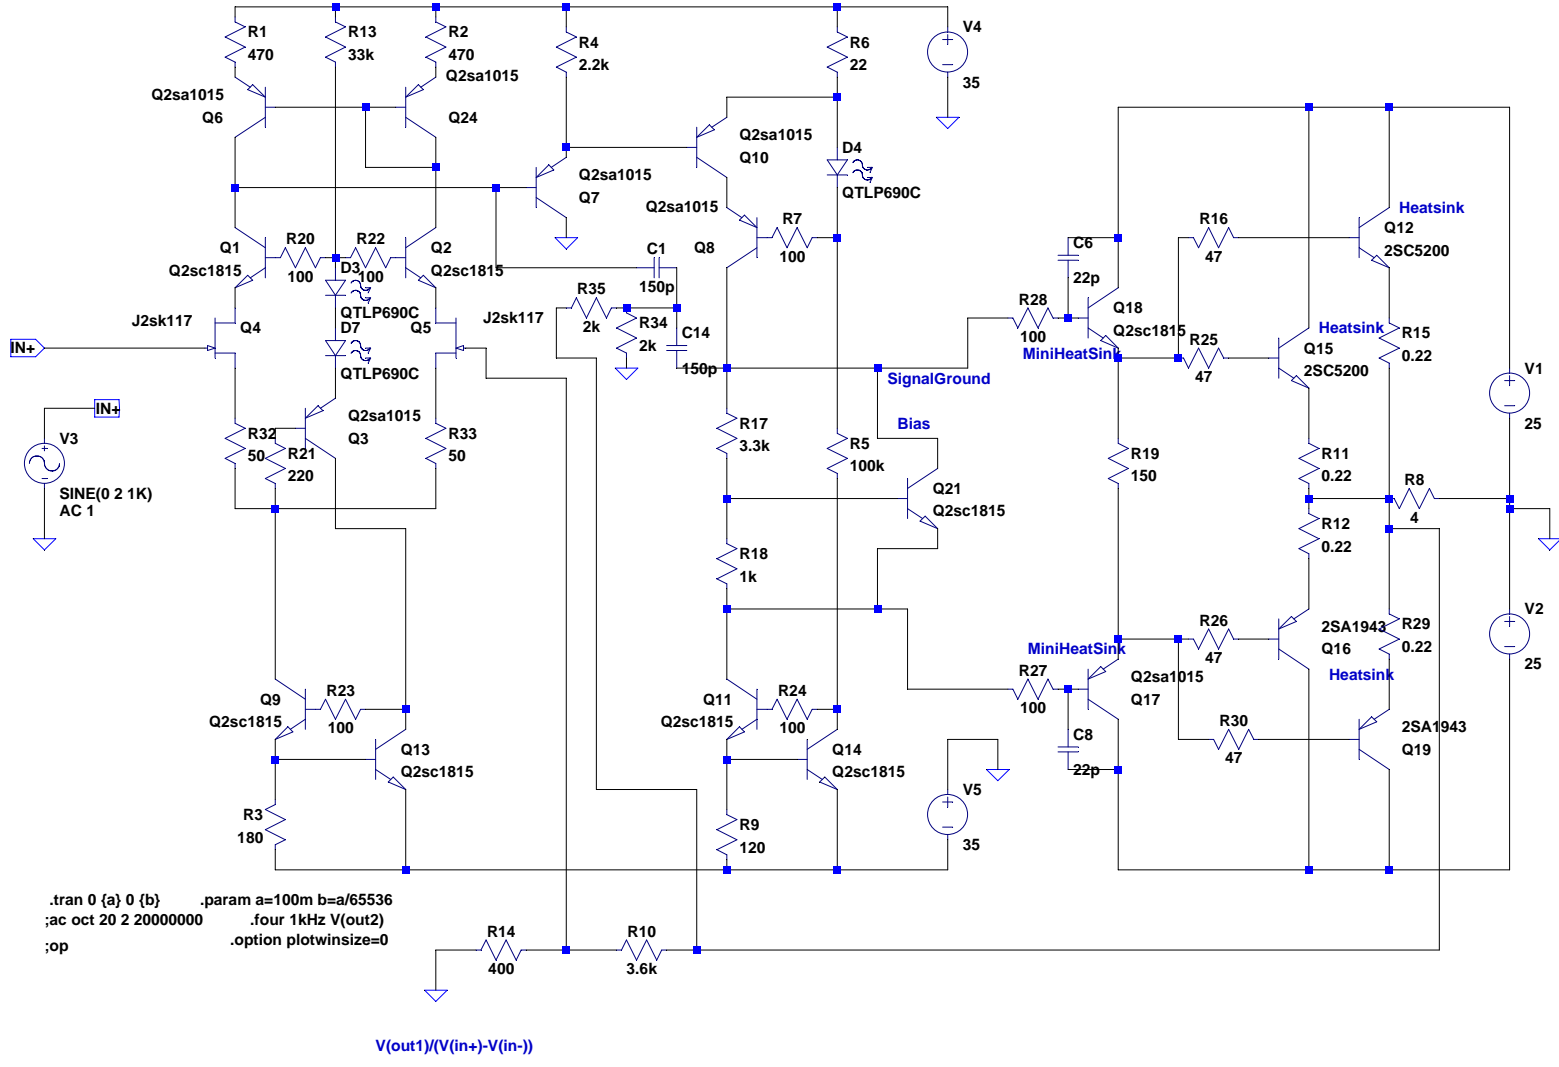 R1
470
R13
33k
R2
470
Q2sa1015
Q2sa1015
Q6
Q24
R4
2.2k
R6
22
V4
35
Q2sa1015
Q10
D4
QTLP690C
Q2sa1015
Q7
Q2sa1015
Q8
R7
100
Q1
Q2sc1815
R20
100
R22
100
Q2
Q2sc1815
D3
QTLP690C
D7
QTLP690C
J2sk117
Q4
Q5
J2sk117
C1
150p
R35
2k
R34
2k
C14
150p
IN+
IN+
V3
SINE(0 2 1K)
AC 1
R32
50
R21
220
Q2sa1015
Q3
R33
50
SignalGround
Bias
R17
3.3k
R5
100k
Q21
Q2sc1815
R18
1k
C6
22p
R28
100
Q18
Q2sc1815
MiniHeatSink
R16
47
Heatsink
Q12
2SC5200
R25
47
Heatsink
Q15
2SC5200
R15
0.22
V1
25
R19
150
R11
0.22
R8
4
R12
0.22
V2
25
MiniHeatSink
R27
100
Q2sa1015
Q17
C8
22p
R26
47
2SA1943
Q16
R29
0.22
Heatsink
R30
47
2SA1943
Q19
Q9
Q2sc1815
R23
100
Q13
Q2sc1815
R3
180
Q11
Q2sc1815
R24
100
Q14
Q2sc1815
R9
120
V5
35
.tran 0 {a} 0 {b}
.param a=100m b=a/65536
;ac oct 20 2 20000000
.four 1kHz V(out2)
;op
.option plotwinsize=0
R14
400
R10
3.6k
V(out1)/(V(in+)-V(in-))